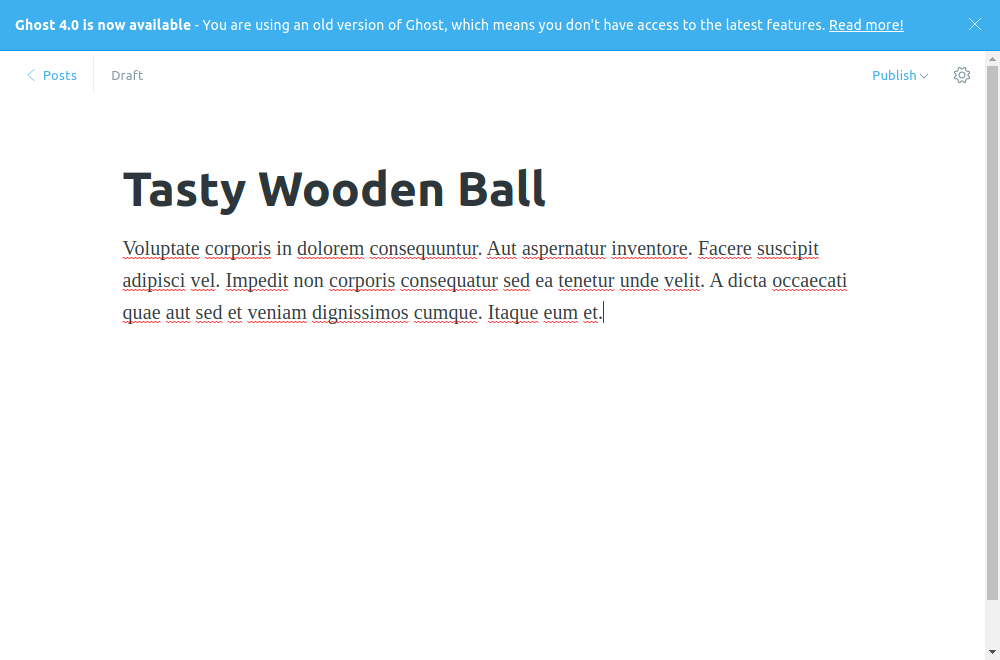 Ghost 4.0 is now available - You are using an old version of Ghost, which means you don't have access to the latest features. Read more!
Posts
Draft
Publish
Tasty Wooden Ball
Voluptate corporis in dolorem consequuntur. Aut aspernatur inventore. Facere suscipit
adipisci vel. Impedit non corporis consequatur sed ea tenetur unde velit. A dicta occaecati
quae aut sed et veniam dignissimos cumque. Itaque eum et.